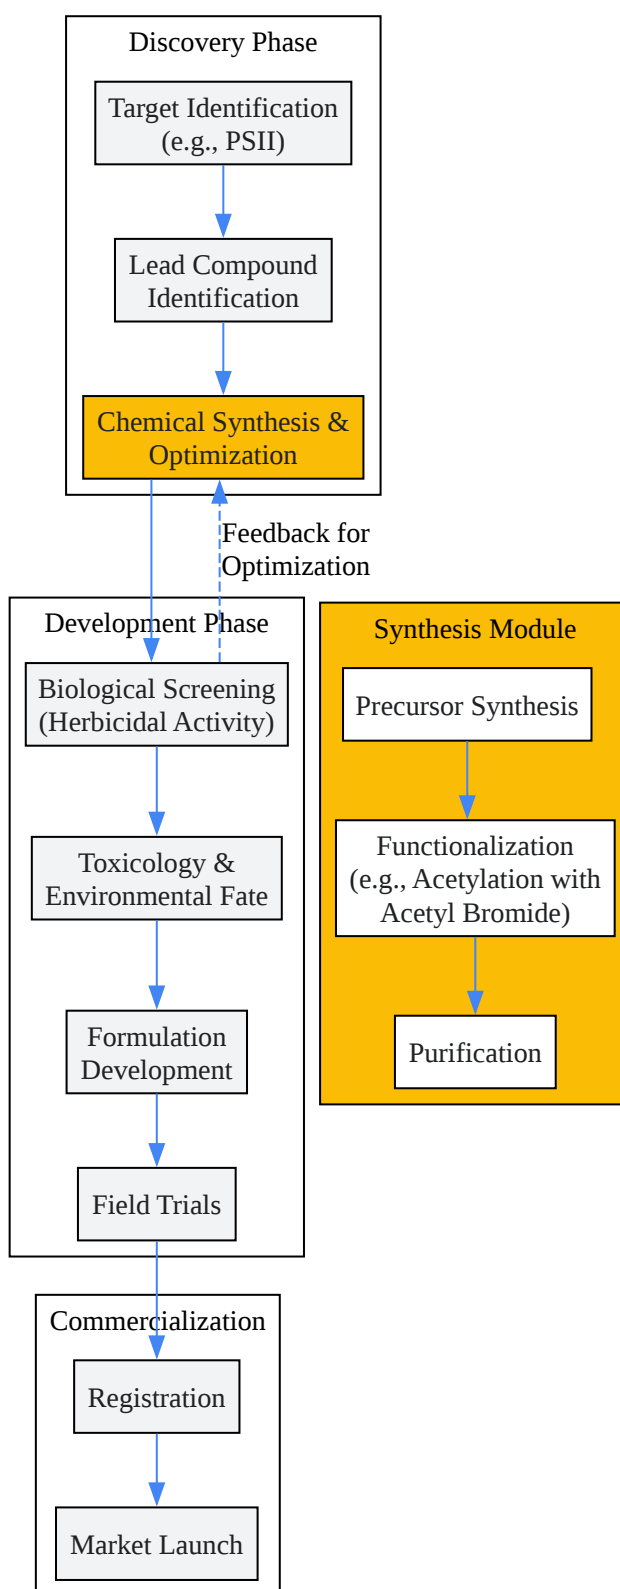 Discovery Phase
Target Identification
(e.g., PSII)
Lead Compound
Identification
Chemical Synthesis &
Optimization
Feedback for
Optimization
Development Phase
Biological Screening
(Herbicidal Activity)
Toxicology &
Environmental Fate
Formulation
Development
Field Trials
Synthesis Module
Precursor Synthesis
Functionalization
(e.g., Acetylation with
Acetyl Bromide)
Purification
Commercialization
Registration
Market Launch